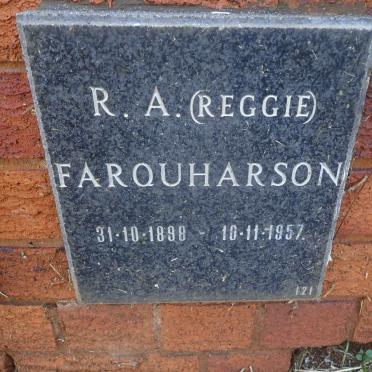 R. A. (REGGIE)
FARQUHARSON
31-10-1898 - 10-11-1957.
121